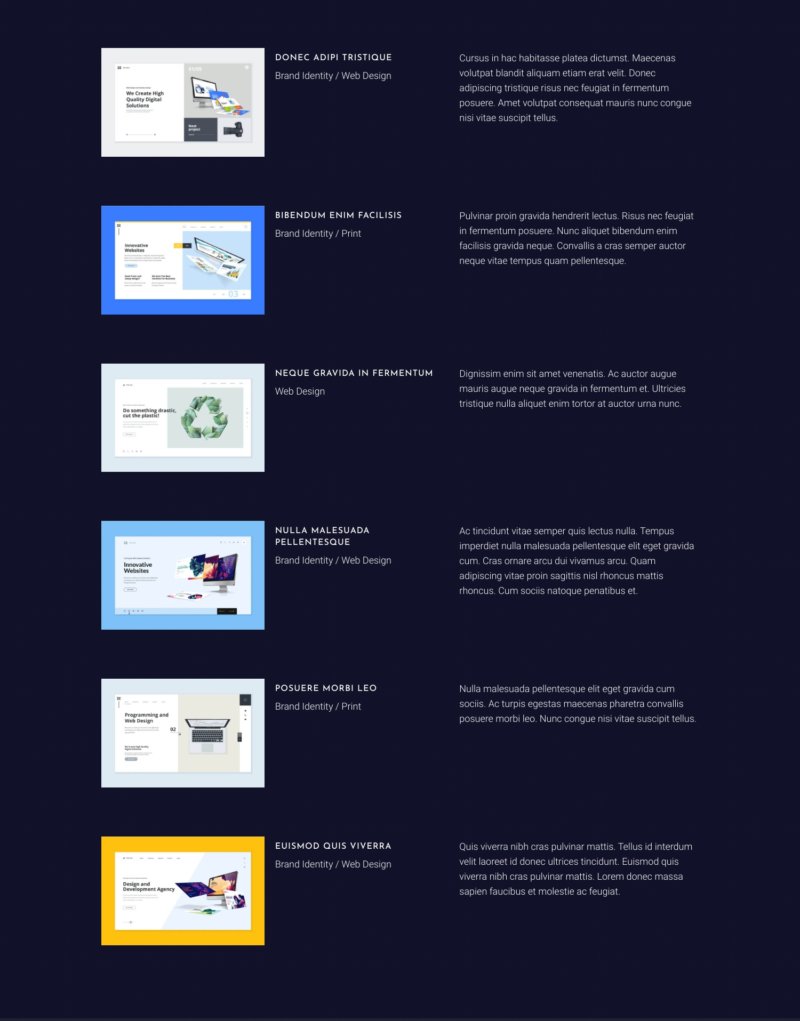 We Create High
Quality Digital
Solutions
Next
project
DONEC ADIPI TRISTIQUE
Brand Identity / Web Design
Cursus in hac habitasse platea dictumst. Maecenas
volutpat blandit aliquam etiam erat velit. Donec
adipiscing tristique risus nec feugiat in fermentum
posuere. Amet volutpat consequat mauris nunc congue
nisi vitae suscipit tellus.
Innovative
Websites
03
BIBENDUM ENIM FACILISIS
Brand Identity / Print
Pulvinar proin gravida hendrerit lectus. Risus nec feugiat
in fermentum posuere. Nunc aliquet bibendum enim
facilisis gravida neque. Convallis a cras semper auctor
neque vitae tempus quam pellentesque.
Do something drastic,
cut the plastic!
NEQUE GRAVIDA IN FERMENTUM
Web Design
Dignissim enim sit amet venenatis. Ac auctor augue
mauris augue neque gravida in fermentum et. Ultricies
tristique nulla aliquet enim tortor at auctor urna nunc.
Innovative
Websites
NULLA MALESUADA
PELLENTESQUE
Brand Identity / Web Design
Ac tincidunt vitae semper quis lectus nulla. Tempus
imperdiet nulla malesuada pellentesque elit eget gravida
cum. Cras ornare arcu dui vivamus arcu. Quam
adipiscing vitae proin sagittis nisl rhoncus mattis
rhoncus. Cum sociis natoque penatibus et.
Programming and
Web Design
02
POSUERE MORBI LEO
Brand Identity / Print
Nulla malesuada pellentesque elit eget gravida cum
sociis. Ac turpis egestas maecenas pharetra convallis
posuere morbi leo. Nunc congue nisi vitae suscipit tellus.
Design and
Development Agency
EUISMOD QUIS VIVERRA
Brand Identity / Web Design
Quis viverra nibh cras pulvinar mattis. Tellus id interdum
velit laoreet id donec ultrices tincidunt. Euismod quis
viverra nibh cras pulvinar mattis. Lorem donec massa
sapien faucibus et molestie ac feugiat.